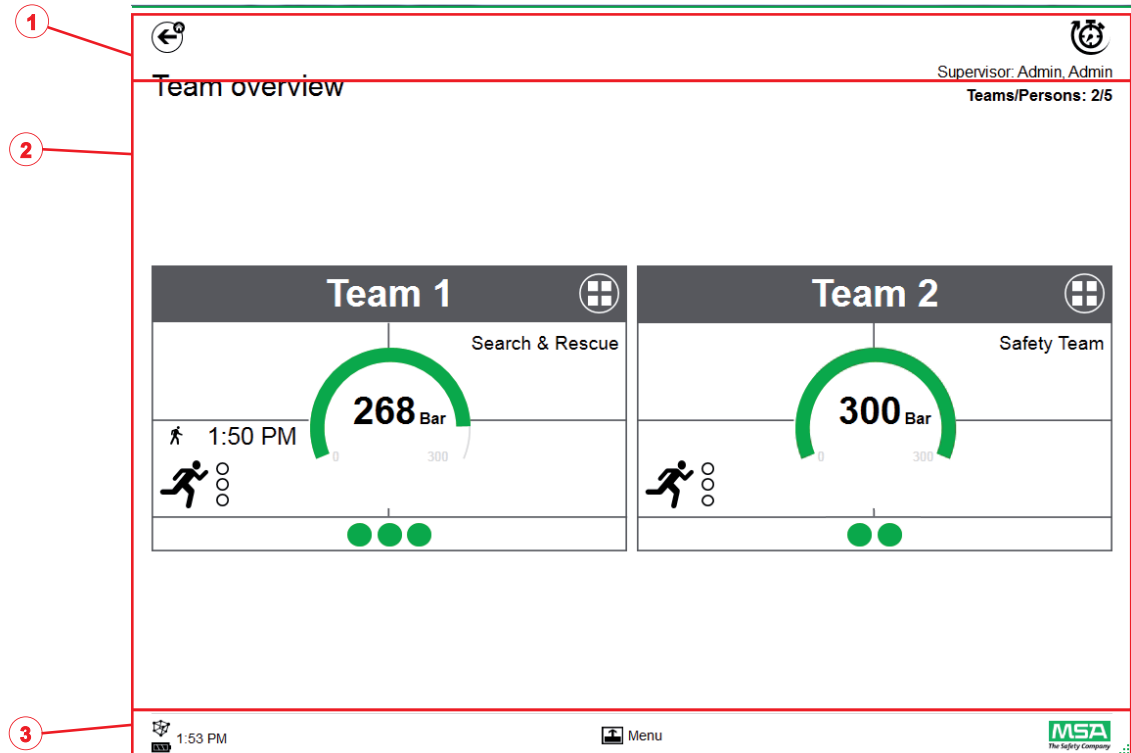 1
Supervisor: Admin, Admin
Team overview
Teams/Persons: 2/5
2
Team 1
Team 2
Search & Rescue
Safety Team
268 Bar
300 Bar
1:50 PM
0 300
0 300
3
1:53 PM
Menu
MSA
The Safety Company